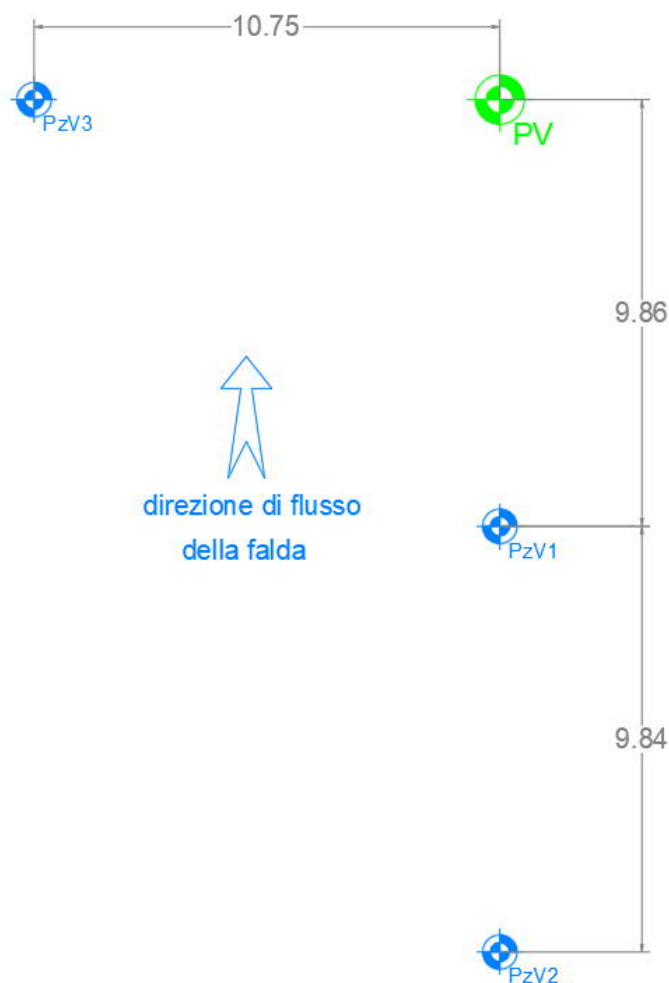 10.75
PzV3
PV
9.86
direzione di flusso
della falda
PzV1
9.84
PzV2